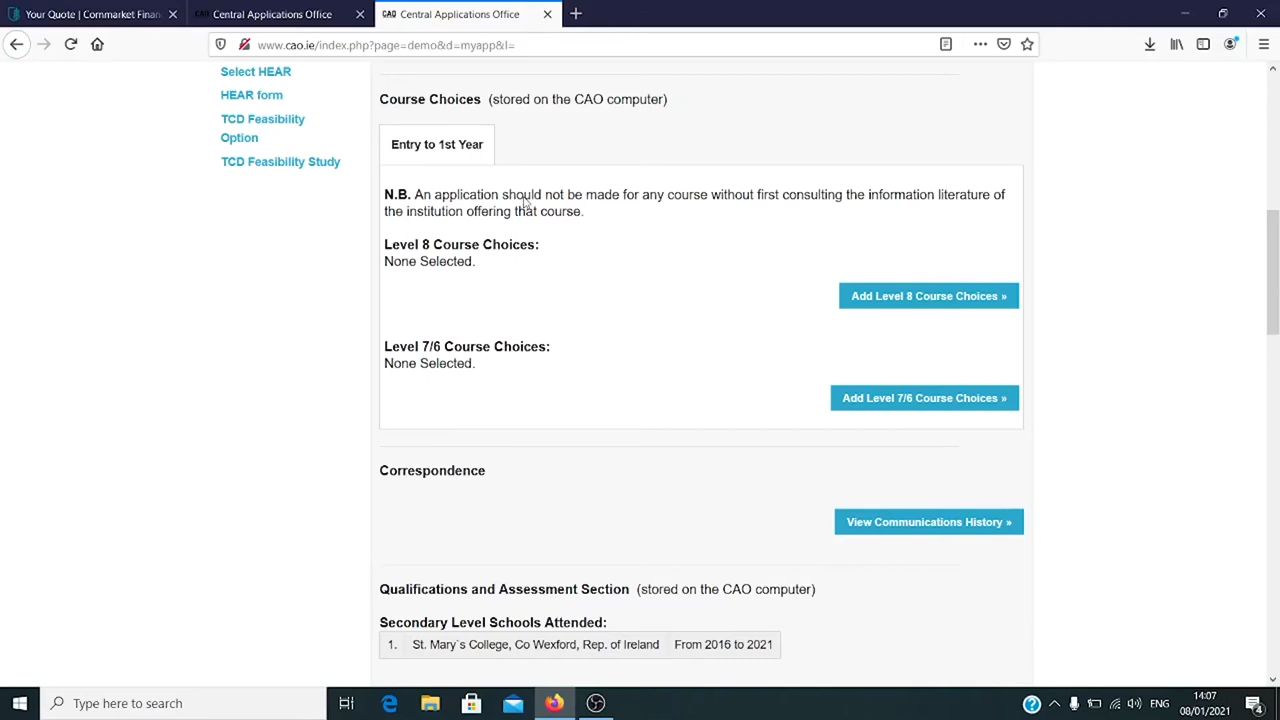 Your Quote | Cornmarket Finan
CAO Central Applications Office
CAO Central Applications Office
www.cao.ie/index.php?page=demo&d=myapp&l=
Select HEAR
HEAR form
TCD Feasibility
Option
TCD Feasibility Study
Course Choices (stored on the CAO computer)
Entry to 1st Year
N.B. An application should not be made for any course without first consulting the information literature of
the institution offering that course.
Level 8 Course Choices:
None Selected.
Add Level 8 Course Choices »
Level 7/6 Course Choices:
None Selected.
Add Level 7/6 Course Choices »
Correspondence
View Communications History »
Qualifications and Assessment Section (stored on the CAO computer)
Secondary Level Schools Attended:
1. St. Mary`s College, Co Wexford, Rep. of Ireland From 2016 to 2021
Type here to search
ENG
14:07
08/01/2021
4